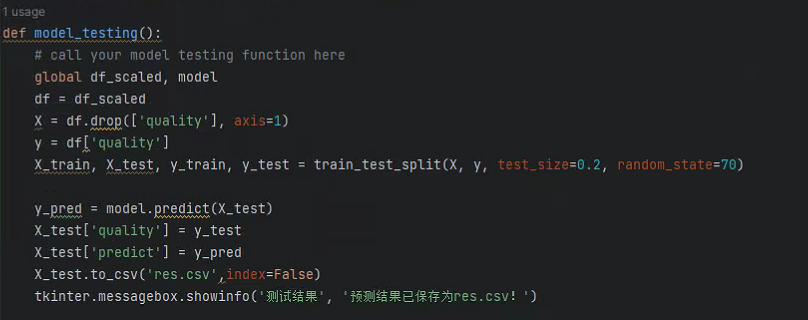 1 usage
def model_testing():
    # call your model testing function here
    global df_scaled, model
    df = df_scaled
    X = df.drop(['quality'], axis=1)
    y = df['quality']
    X_train, X_test, y_train, y_test = train_test_split(X, y, test_size=0.2, random_state=70)
    y_pred = model.predict(X_test)
    X_test['quality'] = y_test
    X_test['predict'] = y_pred
    X_test.to_csv('res.csv',index=False)
    tkinter.messagebox.showinfo('测试结果', '预测结果已保存为res.csv！')